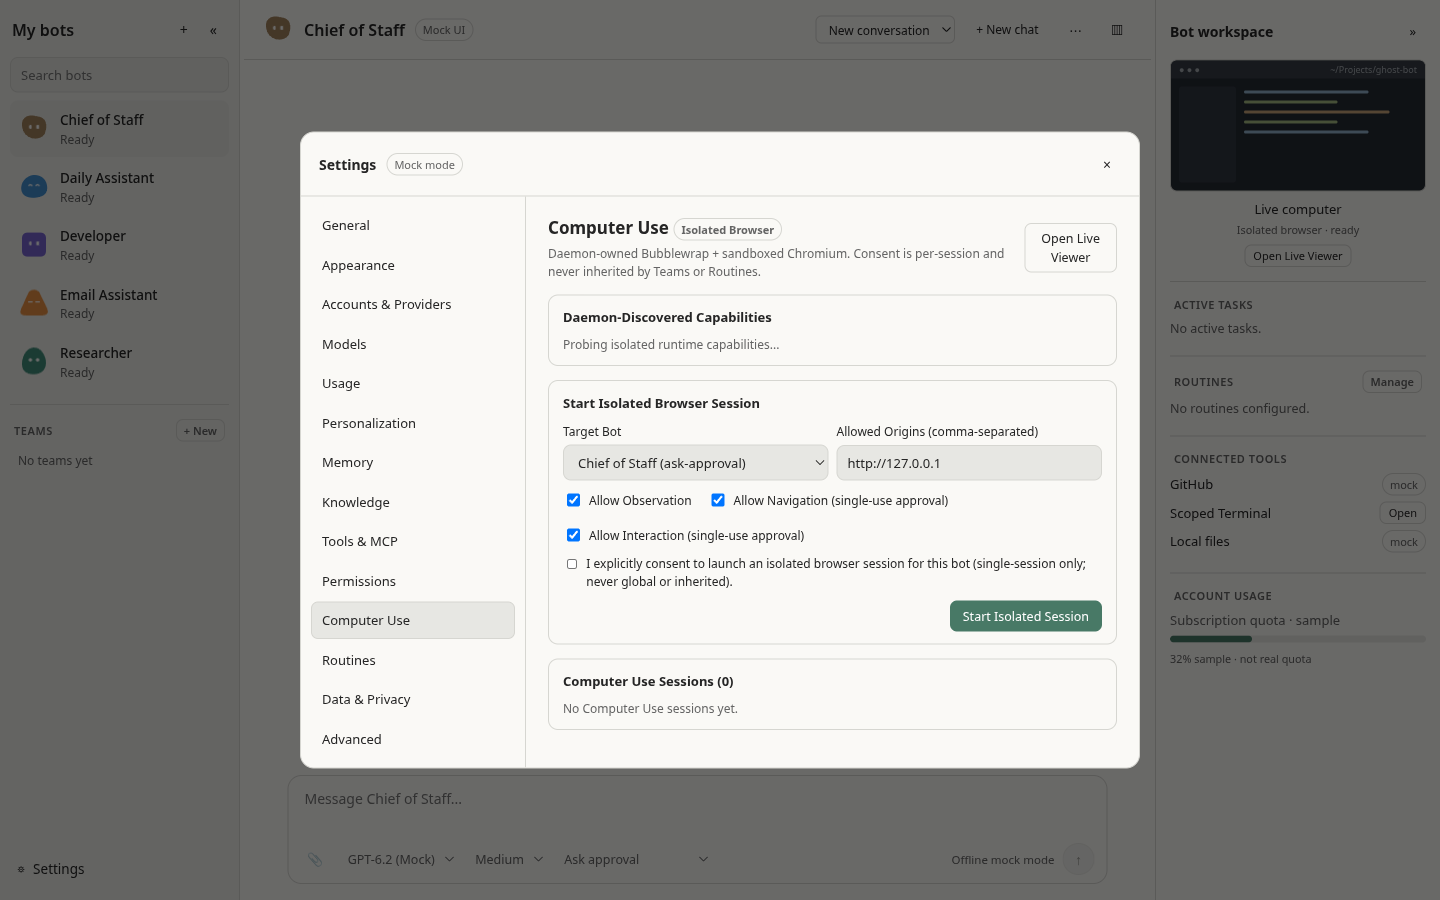 My bots
+
«
Search bots
Chief of Staff
Ready
Daily Assistant
Ready
Developer
Ready
Email Assistant
Ready
Researcher
Ready
TEAMS
+ New
No teams yet
Settings
Chief of Staff
Mock UI
New conversation
+ New chat
...
Settings
Mock mode
×
General
Appearance
Accounts & Providers
Models
Usage
Personalization
Memory
Knowledge
Tools & MCP
Permissions
Computer Use
Routines
Data & Privacy
Advanced
Computer Use
Isolated Browser
Daemon-owned Bubblewrap + sandboxed Chromium. Consent is per-session and
never inherited by Teams or Routines.
Open Live
Viewer
Daemon-Discovered Capabilities
Probing isolated runtime capabilities...
Start Isolated Browser Session
Target Bot
Allowed Origins (comma-separated)
Chief of Staff (ask-approval)
http://127.0.0.1
Allow Observation
Allow Navigation (single-use approval)
Allow Interaction (single-use approval)
I explicitly consent to launch an isolated browser session for this bot (single-session only;
never global or inherited).
Start Isolated Session
Computer Use Sessions (0)
No Computer Use sessions yet.
Message Chief of Staff...
GPT-6.2 (Mock)
Medium
Ask approval
Offline mock mode
↑
Bot workspace
»
~/Projects/ghost-bot
Live computer
Isolated browser · ready
Open Live Viewer
ACTIVE TASKS
No active tasks.
ROUTINES
Manage
No routines configured.
CONNECTED TOOLS
GitHub
mock
Scoped Terminal
Open
Local files
mock
ACCOUNT USAGE
Subscription quota · sample
32% sample · not real quota